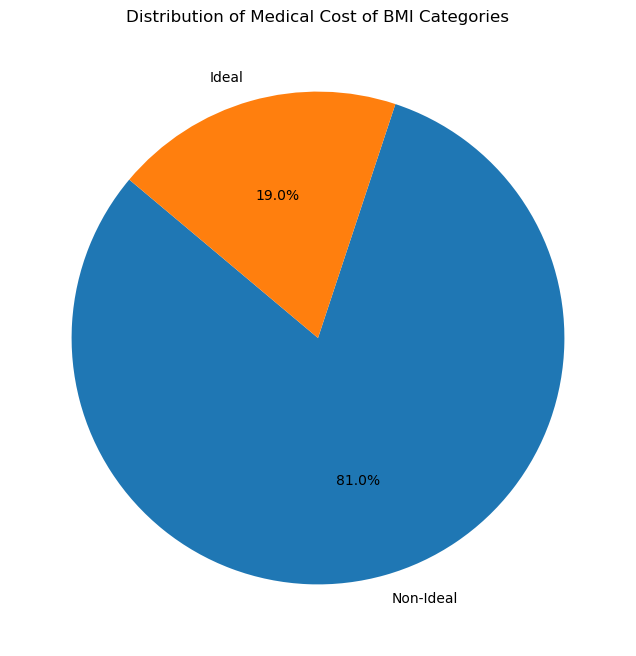 Distribution of Medical Cost of BMI Categories
Ideal
19.0%
81.0%
Non-Ideal